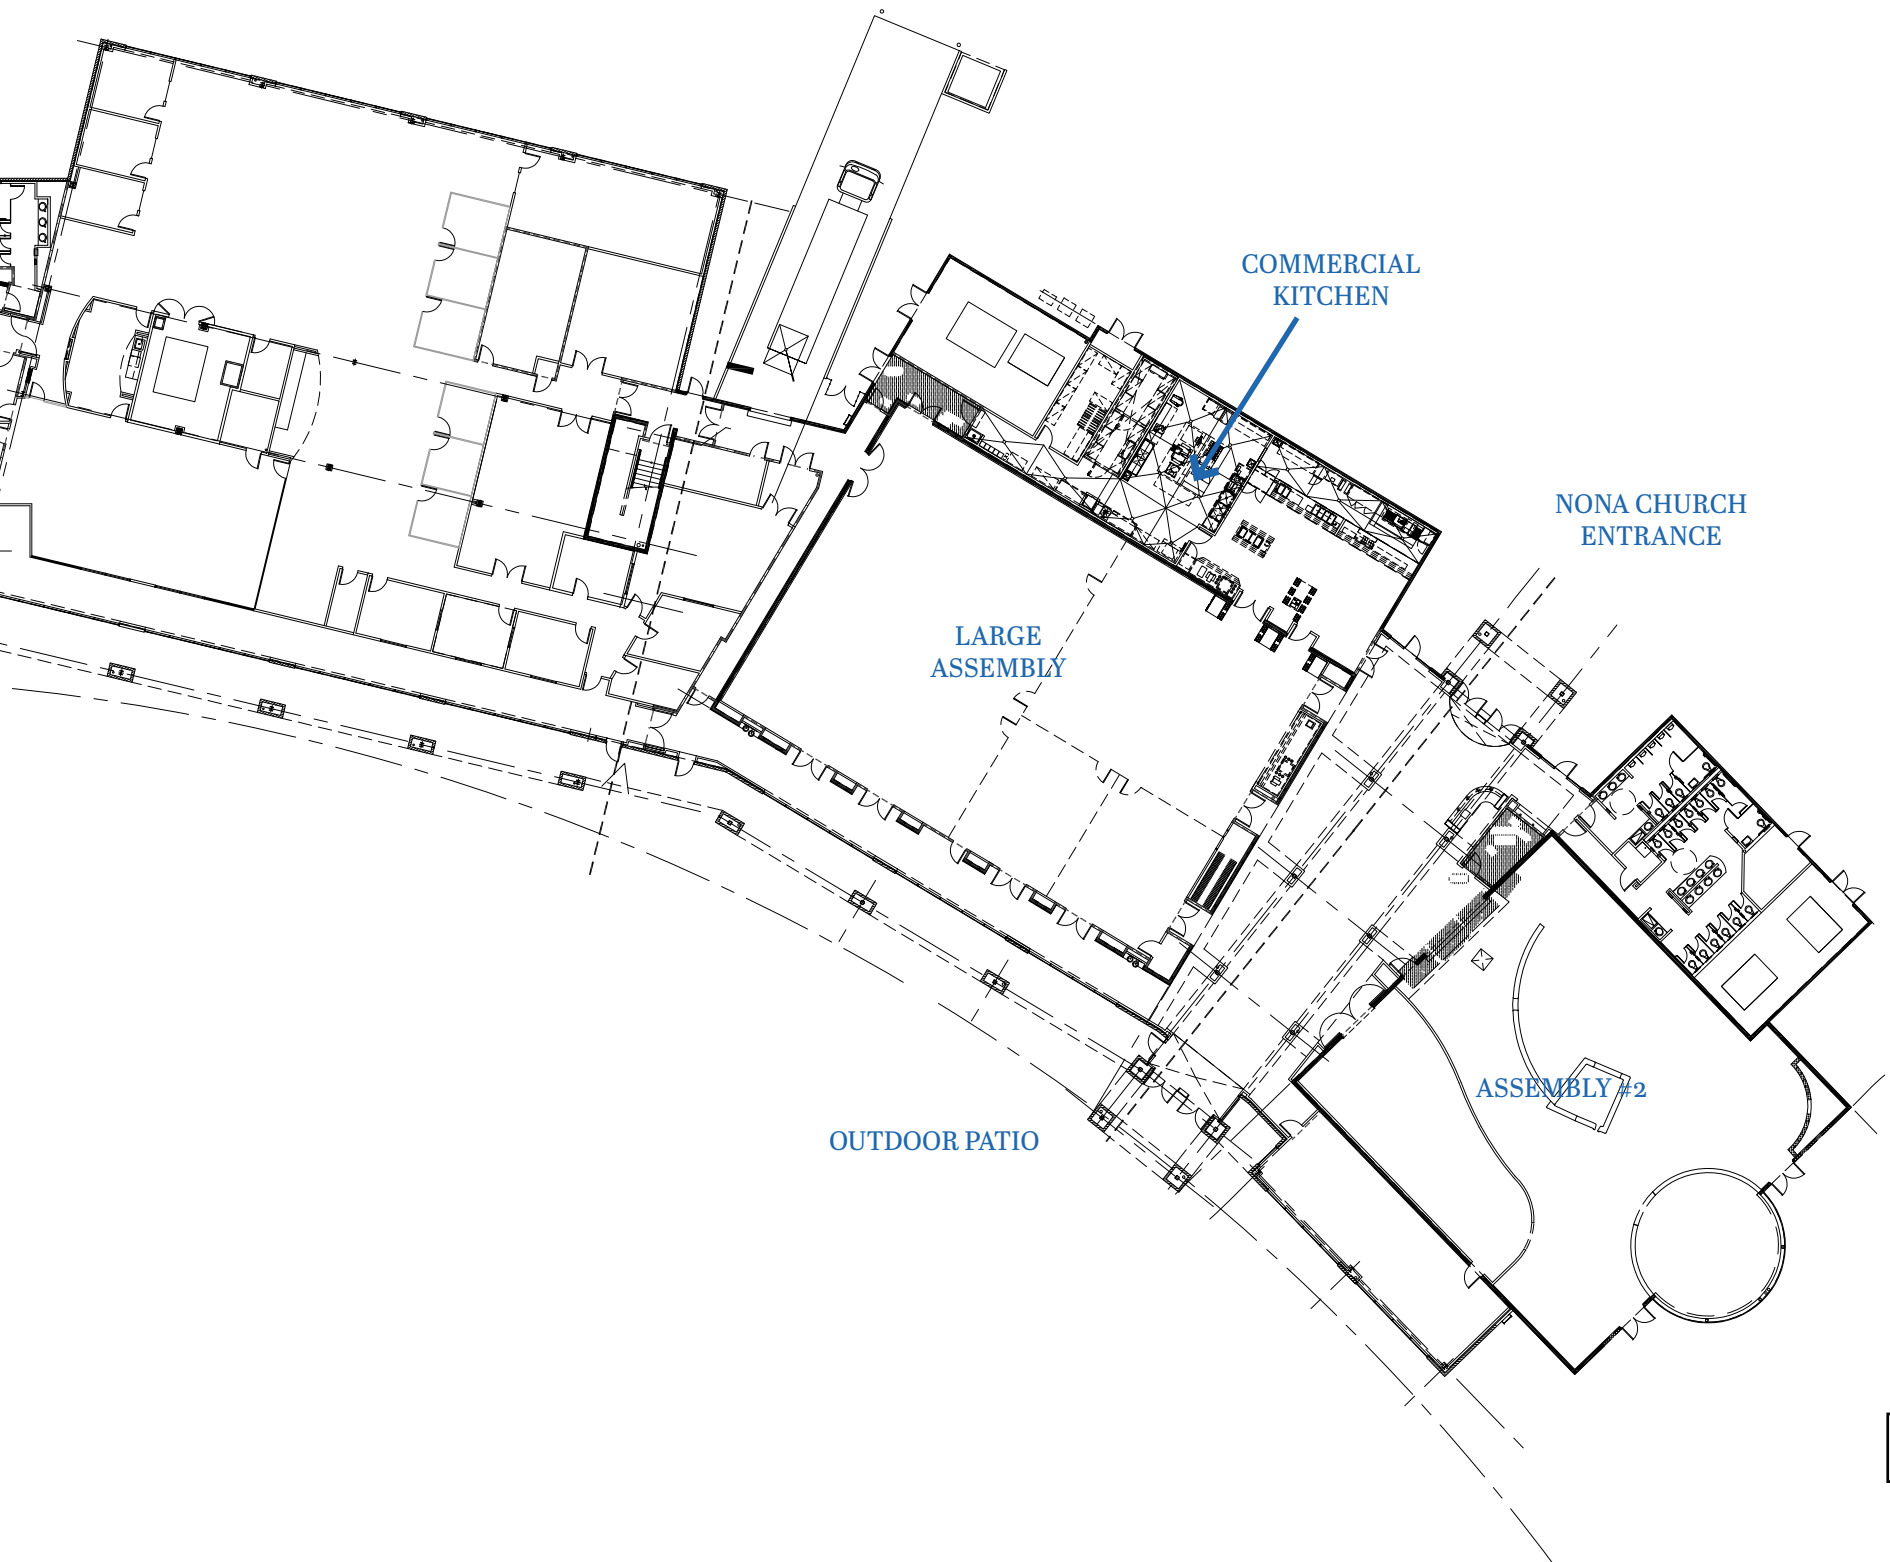 COMMERCIAL
KITCHEN
NONA CHURCH
ENTRANCE
LARGE
ASSEMBLY
ASSEMBLY #2
OUTDOOR PATIO